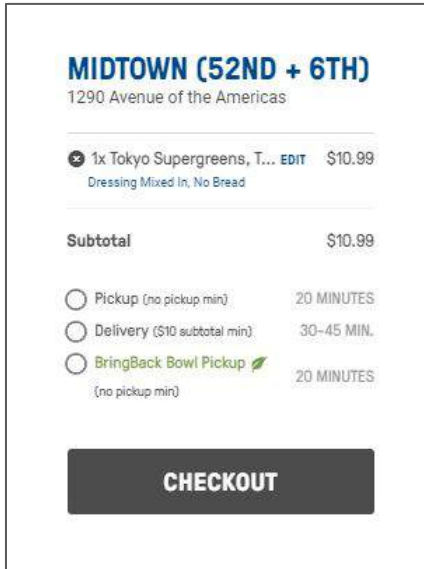 MIDTOWN (52ND + 6TH)
1290 Avenue of the Americas
1x Tokyo Supergreens, T... EDIT $10.99
Dressing Mixed In, No Bread
Subtotal $10.99
Pickup (no pickup min) 20 MINUTES
Delivery ($10 subtotal min) 30-45 MIN.
BringBack Bowl Pickup
(no pickup min) 20 MINUTES
CHECKOUT